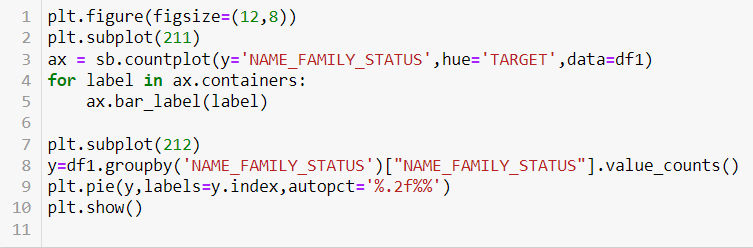 1 plt.figure(figsize=(12,8))
2 plt.subplot(211)
3 ax = sb.countplot(y='NAME_FAMILY_STATUS',hue='TARGET',data=df1)
4 for label in ax.containers:
5     ax.bar_label(label)
6
7 plt.subplot(212)
8 y=df1.groupby('NAME_FAMILY_STATUS')["NAME_FAMILY_STATUS"].value_counts()
9 plt.pie(y,labels=y.index,autopct='%.2f%%')
10 plt.show()
11